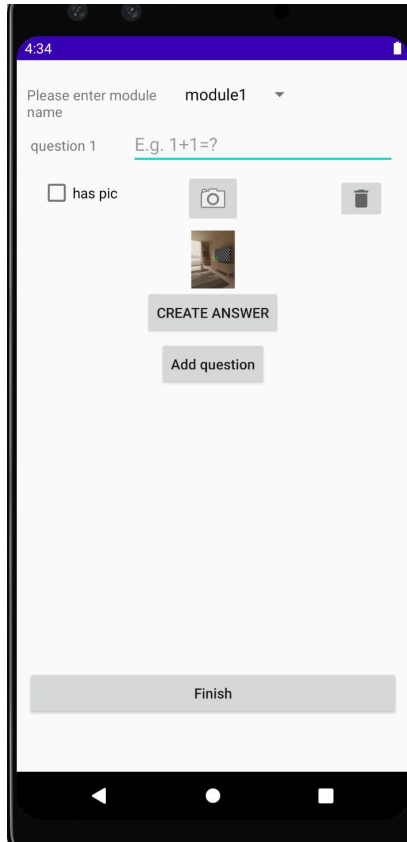 4:34
Please enter module name
module1
question 1
E.g. 1+1=?
has pic
CREATE ANSWER
Add question
Finish